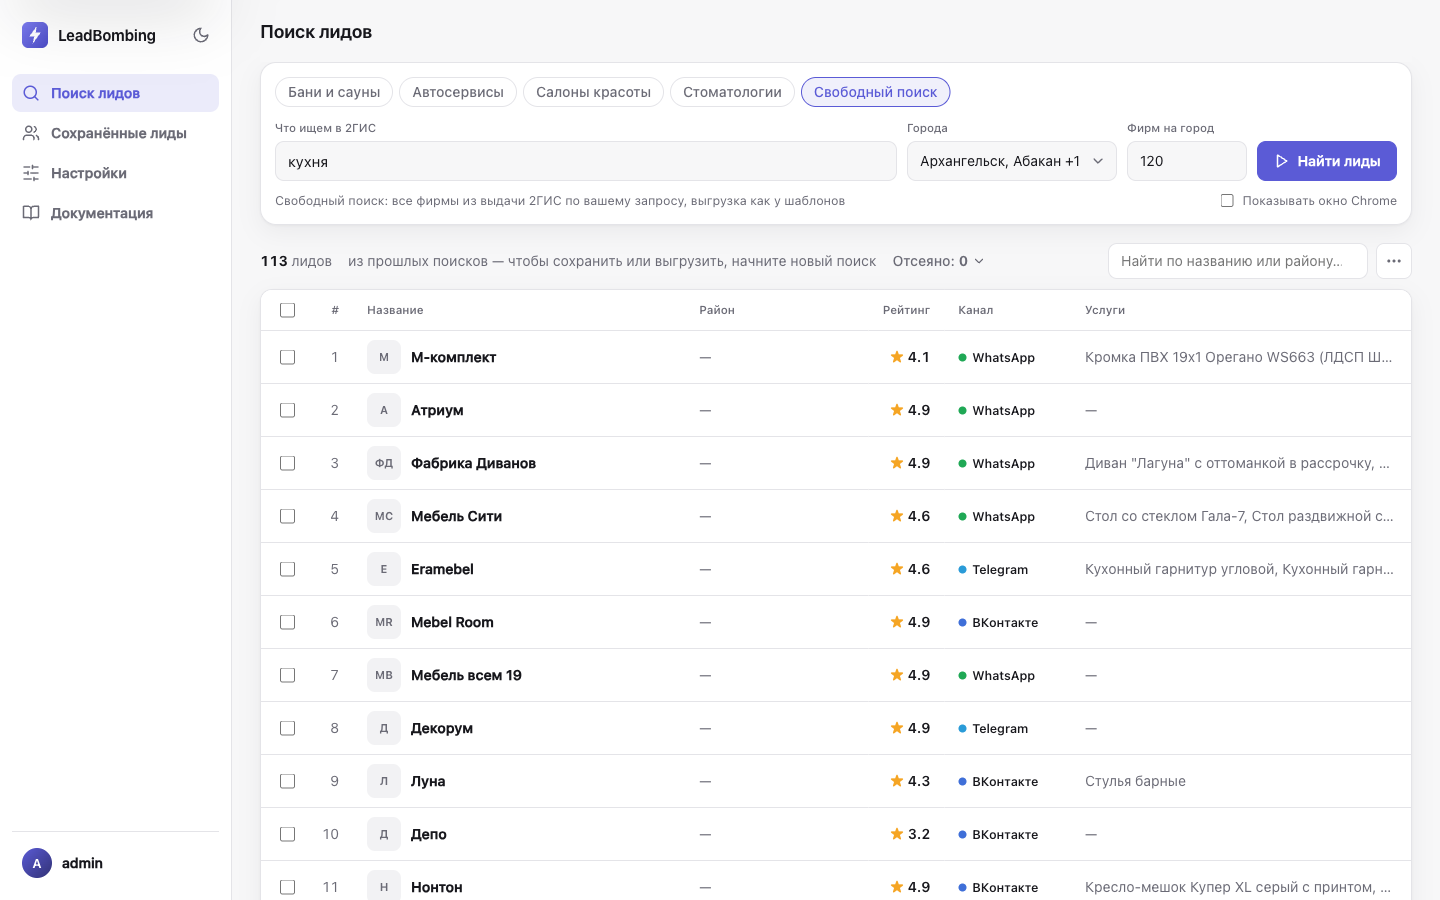 LeadBombing
Поиск лидов
Сохранённые лиды
Настройки
Документация
A
admin
Поиск лидов
Бани и сауны
Автосервисы
Салоны красоты
Стоматологии
Свободный поиск
Что ищем в 2ГИС
Города
Фирм на город
кухня
Архангельск, Абакан +1
120
Найти лиды
Свободный поиск: все фирмы из выдачи 2ГИС по вашему запросу, выгрузка как у шаблонов
Показывать окно Chrome
113 лидов из прошлых поисков — чтобы сохранить или выгрузить, начните новый поиск Отсеяно: 0
Найти по названию или району...
# Название Район Рейтинг Канал Услуги
1 М М-комплект — 4.1 WhatsApp Кромка ПВХ 19х1 Орегано WS663 (ЛДСП Ш...
2 А Атриум — 4.9 WhatsApp —
3 ФД Фабрика Диванов — 4.9 WhatsApp Диван "Лагуна" с оттоманкой в рассрочку, ...
4 МС Мебель Сити — 4.6 WhatsApp Стол со стеклом Гала-7, Стол раздвижной с...
5 E Eramebel — 4.6 Telegram Кухонный гарнитур угловой, Кухонный гарн...
6 MR Mebel Room — 4.9 ВКонтакте —
7 МВ Мебель всем 19 — 4.9 WhatsApp —
8 Д Декорум — 4.9 Telegram —
9 Л Луна — 4.3 ВКонтакте Стулья барные
10 Д Депо — 3.2 ВКонтакте —
11 Н Нонтон — 4.9 ВКонтакте Кресло-мешок Купер XL серый с принтом, ...